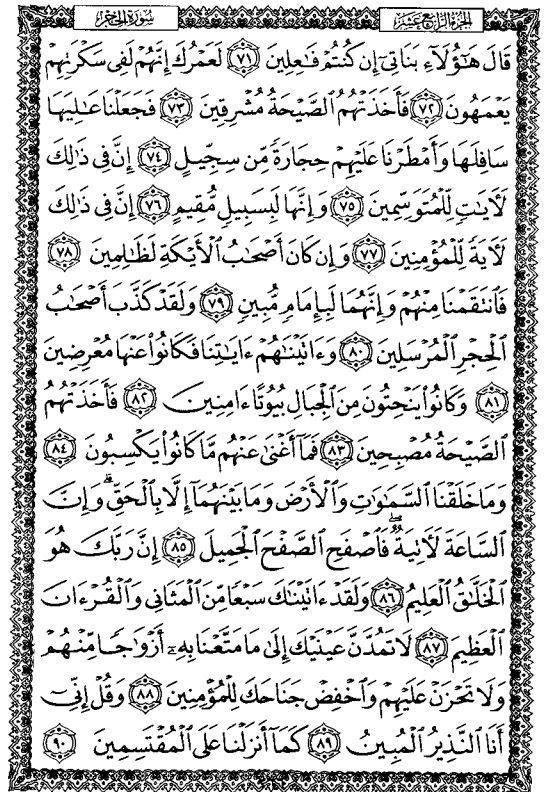 الجزء الرابع عشر سورة الحجر
قَالَ هَٰٓؤُلَآءِ بَنَاتِىٓ إِن كُنتُمْ فَٰعِلِينَ ٧١ لَعَمْرُكَ إِنَّهُمْ لَفِى سَكْرَتِهِمْ
يَعْمَهُونَ ٧٢ فَأَخَذَتْهُمُ ٱلصَّيْحَةُ مُشْرِقِينَ ٧٣ فَجَعَلْنَا عَٰلِيَهَا
سَافِلَهَا وَأَمْطَرْنَا عَلَيْهِمْ حِجَارَةً مِّن سِجِّيلٍ ٧٤ إِنَّ فِى ذَٰلِكَ
لَءَايَٰتٍ لِّلْمُتَوَسِّمِينَ ٧٥ وَإِنَّهَا لَبِسَبِيلٍ مُّقِيمٍ ٧٦ إِنَّ فِى ذَٰلِكَ
لَءَايَةً لِّلْمُؤْمِنِينَ ٧٧ وَإِن كَانَ أَصْحَٰبُ ٱلْأَيْكَةِ لَظَٰلِمِينَ ٧٨
فَٱنتَقَمْنَا مِنْهُمْ وَإِنَّهُمَا لَبِإِمَامٍ مُّبِينٍ ٧٩ وَلَقَدْ كَذَّبَ أَصْحَٰبُ
ٱلْحِجْرِ ٱلْمُرْسَلِينَ ٨٠ وَءَاتَيْنَٰهُمْ ءَايَٰتِنَا فَكَانُوا۟ عَنْهَا مُعْرِضِينَ
٨١ وَكَانُوا۟ يَنْحِتُونَ مِنَ ٱلْجِبَالِ بُيُوتًا ءَامِنِينَ ٨٢ فَأَخَذَتْهُمُ
ٱلصَّيْحَةُ مُصْبِحِينَ ٨٣ فَمَآ أَغْنَىٰ عَنْهُم مَّا كَانُوا۟ يَكْسِبُونَ ٨٤
وَمَا خَلَقْنَا ٱلسَّمَٰوَٰتِ وَٱلْأَرْضَ وَمَا بَيْنَهُمَآ إِلَّا بِٱلْحَقِّ ۗ وَإِنَّ
ٱلسَّاعَةَ لَءَاتِيَةٌ ۖ فَٱصْفَحِ ٱلصَّفْحَ ٱلْجَمِيلَ ٨٥ إِنَّ رَبَّكَ هُوَ
ٱلْخَلَّٰقُ ٱلْعَلِيمُ ٨٦ وَلَقَدْ ءَاتَيْنَٰكَ سَبْعًا مِّنَ ٱلْمَثَانِى وَٱلْقُرْءَانَ
ٱلْعَظِيمَ ٨٧ لَا تَمُدَّنَّ عَيْنَيْكَ إِلَىٰ مَا مَتَّعْنَا بِهِۦٓ أَزْوَٰجًا مِّنْهُمْ
وَلَا تَحْزَنْ عَلَيْهِمْ وَٱخْفِضْ جَنَاحَكَ لِلْمُؤْمِنِينَ ٨٨ وَقُلْ إِنِّىٓ
أَنَا ٱلنَّذِيرُ ٱلْمُبِينُ ٨٩ كَمَآ أَنزَلْنَا عَلَى ٱلْمُقْتَسِمِينَ ٩٠